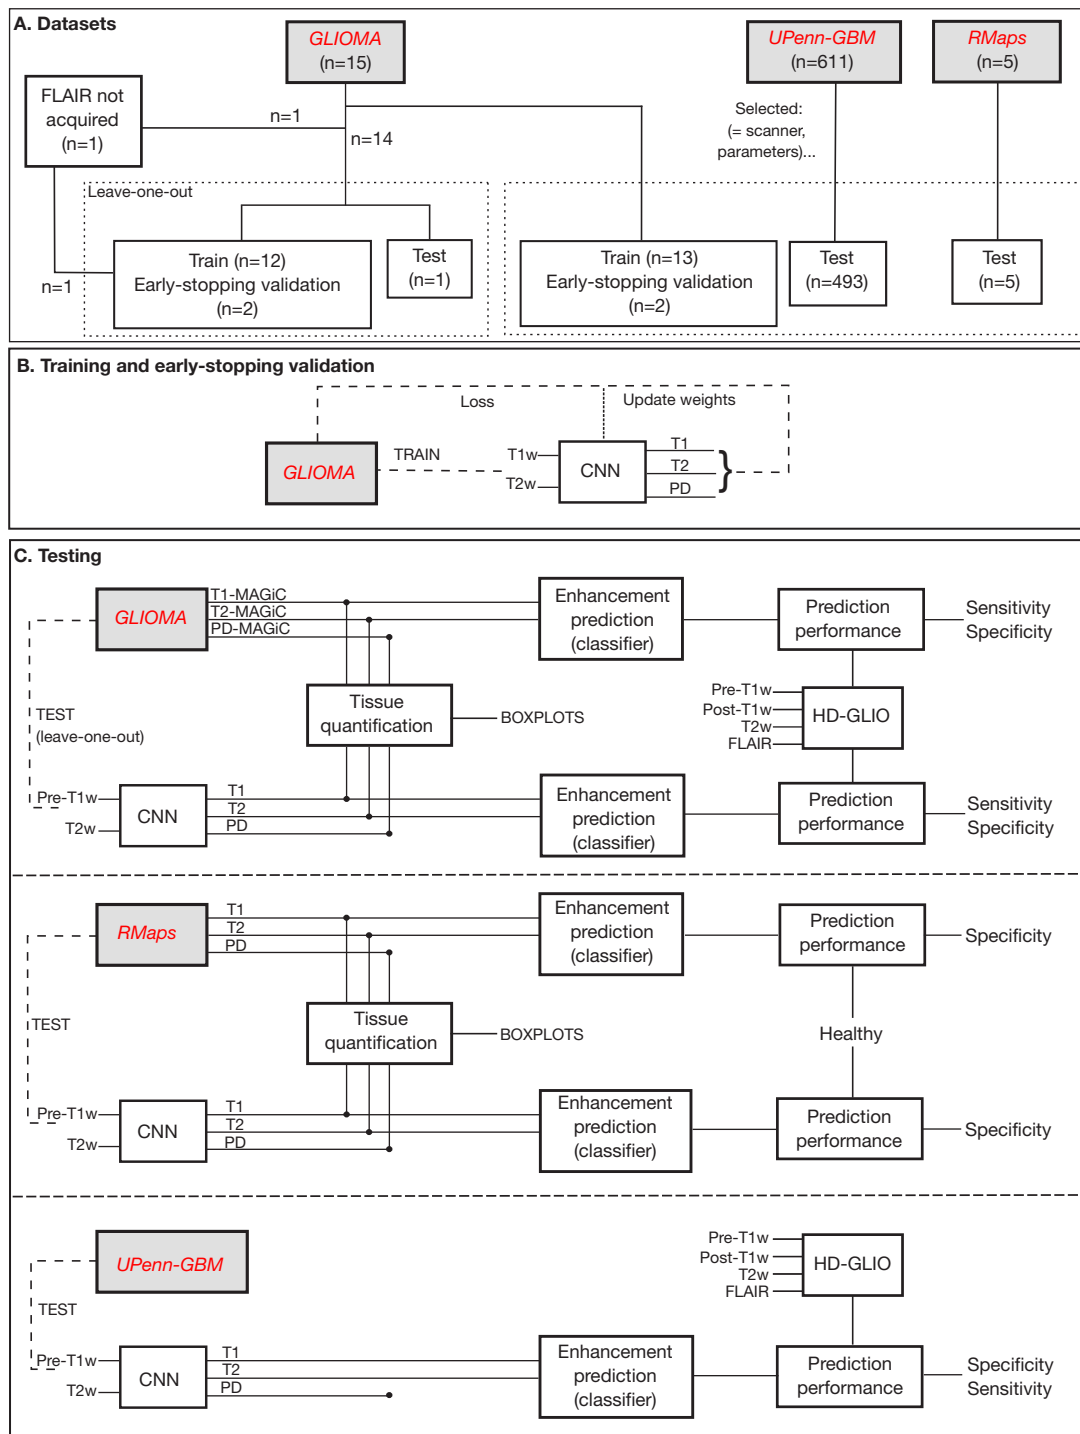 A. Datasets
GLIOMA
(n=15)
UPenn-GBM
(n=611)
RMaps
(n=5)
FLAIR not
acquired
(n=1)
n=1
n=14
Selected:
(= scanner,
parameters)...
Leave-one-out
n=1
Train (n=12)
Early-stopping validation
(n=2)
Test
(n=1)
Train (n=13)
Early-stopping validation
(n=2)
Test
(n=493)
Test
(n=5)
B. Training and early-stopping validation
Loss
Update weights
GLIOMA
TRAIN
T1w
T2w
CNN
T1
T2
PD
}
C. Testing
GLIOMA
T1-MAGiC
T2-MAGiC
PD-MAGiC
Enhancement
prediction
(classifier)
Prediction
performance
Sensitivity
Specificity
TEST
(leave-one-out)
Tissue
quantification
BOXPLOTS
Pre-T1w
Post-T1w
T2w
FLAIR
HD-GLIO
Pre-T1w
T2w
CNN
T1
T2
PD
Enhancement
prediction
(classifier)
Prediction
performance
Sensitivity
Specificity
RMaps
T1
T2
PD
Enhancement
prediction
(classifier)
Prediction
performance
Specificity
TEST
Tissue
quantification
BOXPLOTS
Healthy
Pre-T1w
T2w
CNN
T1
T2
PD
Enhancement
prediction
(classifier)
Prediction
performance
Specificity
UPenn-GBM
TEST
Pre-T1w
Post-T1w
T2w
FLAIR
HD-GLIO
Pre-T1w
T2w
CNN
T1
T2
PD
Enhancement
prediction
(classifier)
Prediction
performance
Specificity
Sensitivity